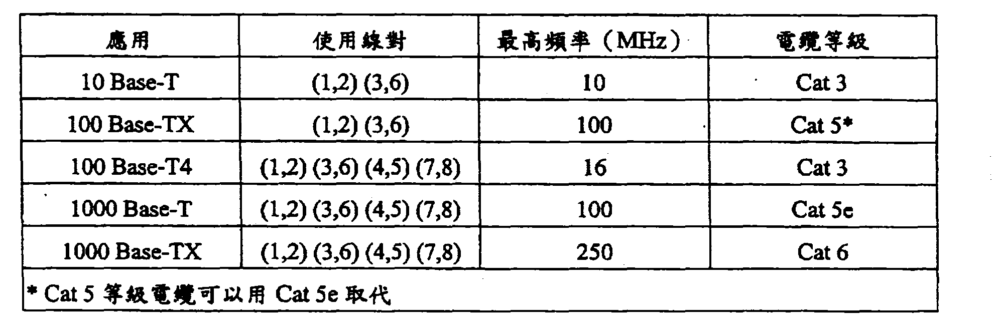 應用 使用線對 最高頻率（MHz） 電纜等級
10 Base-T (1,2) (3,6) 10 Cat 3
100 Base-TX (1,2) (3,6) 100 Cat 5*
100 Base-T4 (1,2) (3,6) (4,5) (7,8) 16 Cat 3
1000 Base-T (1,2) (3,6) (4,5) (7,8) 100 Cat 5e
1000 Base-TX (1,2) (3,6) (4,5) (7,8) 250 Cat 6
* Cat 5 等級電纜可以用 Cat 5e 取代